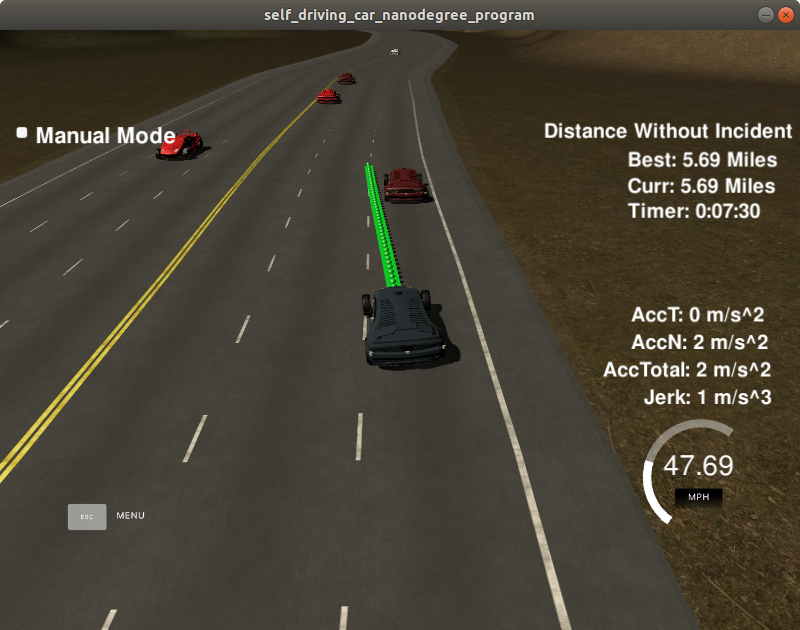 self_driving_car_nanodegree_program
Manual Mode
Distance Without Incident
Best: 5.69 Miles
Curr: 5.69 Miles
Timer: 0:07:30
AccT: 0 m/s^2
AccN: 2 m/s^2
AccTotal: 2 m/s^2
Jerk: 1 m/s^3
47.69
MPH
ESC MENU